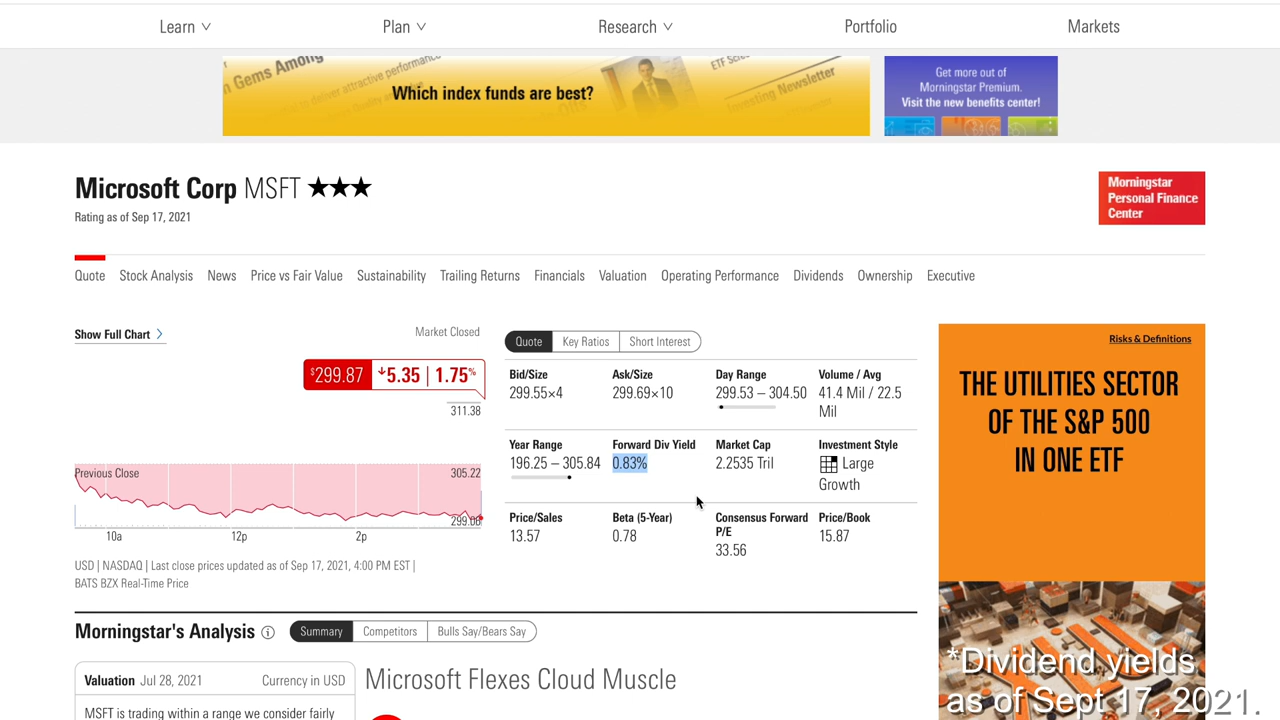 Learn Plan Research Portfolio Markets
Gems Among
attractive performance
Which index funds are best?
Investing Newsletter
Get more out of
Morningstar Premium.
Visit the new benefits center!
Microsoft Corp MSFT ★★★
Rating as of Sep 17, 2021
Morningstar
Personal Finance
Center
Quote Stock Analysis News Price vs Fair Value Sustainability Trailing Returns Financials Valuation Operating Performance Dividends Ownership Executive
Show Full Chart Market Closed
$299.87 5.35 | 1.75%
311.38
Previous Close 305.22
10a 12p 2p
USD | NASDAQ | Last close prices updated as of Sep 17, 2021, 4:00 PM EST |
BATS BZX Real-Time Price
Quote Key Ratios Short Interest
Bid/Size Ask/Size Day Range Volume / Avg
299.55×4 299.69×10 299.53 – 304.50 41.4 Mil / 22.5
Mil
Year Range Forward Div Yield Market Cap Investment Style
196.25 – 305.84 0.83% 2.2535 Tril Large
Growth
Price/Sales Beta (5-Year) Consensus Forward Price/Book
P/E
13.57 0.78 33.56 15.87
Risks & Definitions
THE UTILITIES SECTOR
OF THE S&P 500
IN ONE ETF
Morningstar's Analysis Summary Competitors Bulls Say/Bears Say
Valuation Jul 28, 2021 Currency in USD
MSFT is trading within a range we consider fairly
Microsoft Flexes Cloud Muscle
*Dividend yields
as of Sept 17, 2021.